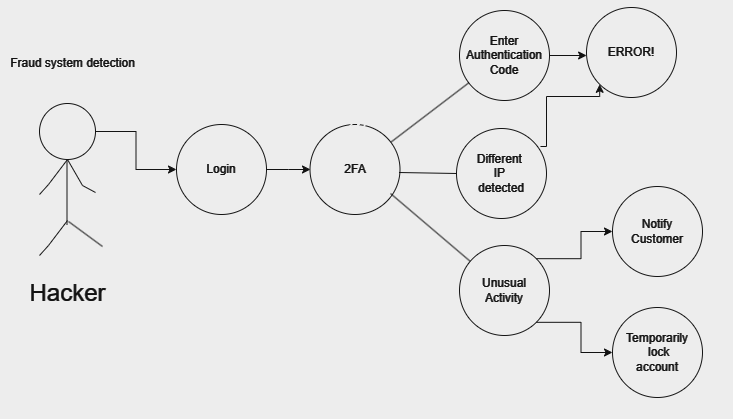 Fraud system detection
Hacker
Login
2FA
Enter
Authentication
Code
ERROR!
Different
IP
detected
Unusual
Activity
Notify
Customer
Temporarily
lock
account